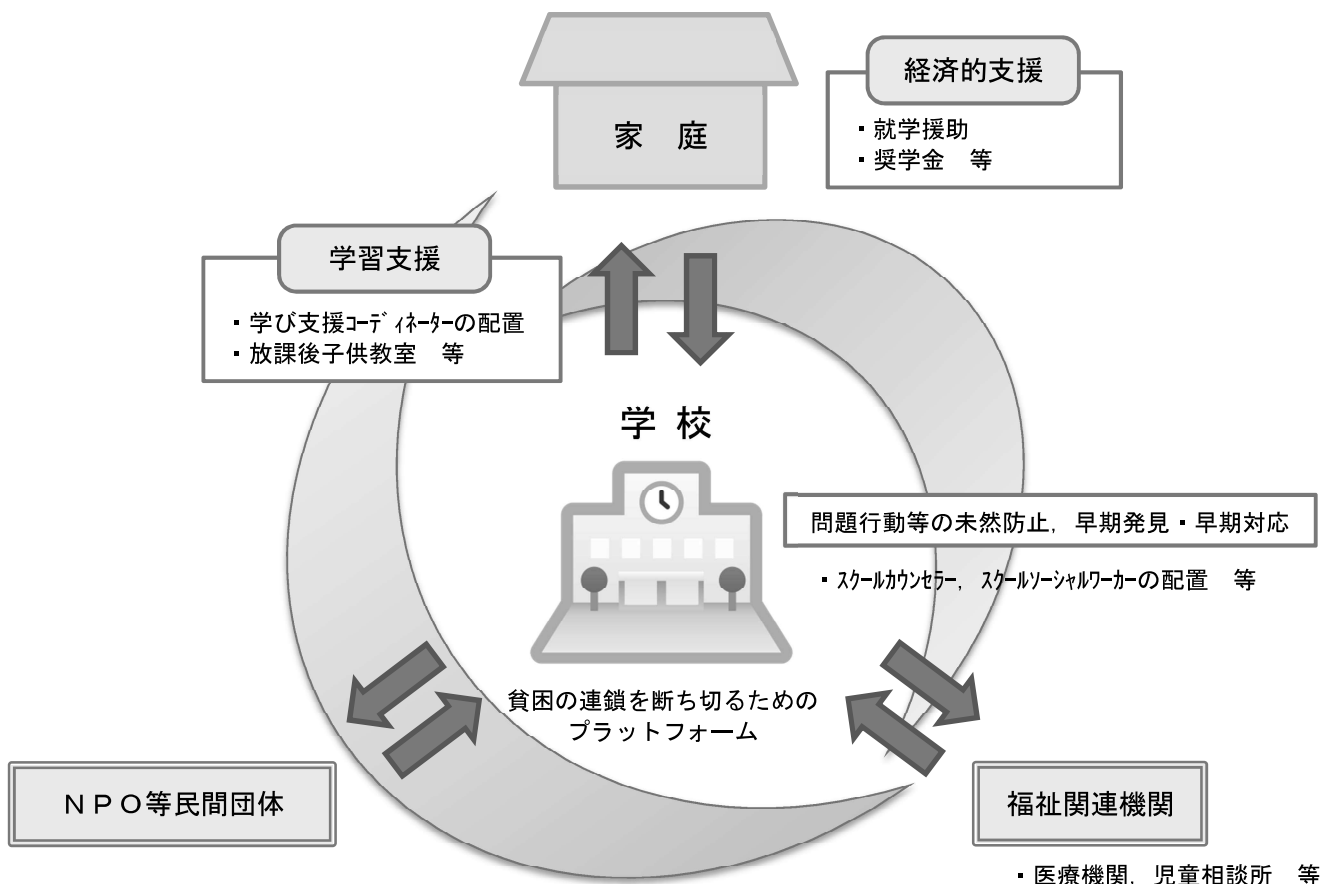 家 庭
経済的支援
・就学援助
・奨学金 等
学習支援
・学び支援ｺｰﾃﾞｨﾈｰﾀｰの配置
・放課後子供教室 等
学 校
問題行動等の未然防止，早期発見・早期対応
・ｽｸｰﾙｶｳﾝｾﾗｰ，ｽｸｰﾙｿｰｼｬﾙﾜｰｶｰの配置 等
貧困の連鎖を断ち切るための
プラットフォーム
ＮＰＯ等民間団体
福祉関連機関
・医療機関，児童相談所 等